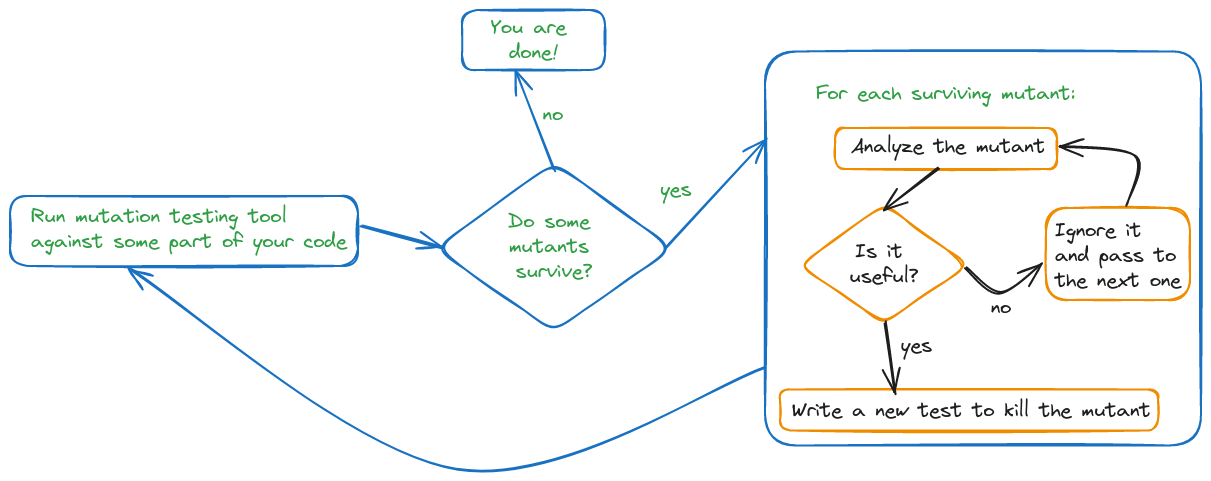 You are
done!
no
For each surviving mutant:
Analyze the mutant
yes
Run mutation testing tool
against some part of your code
Do some
mutants
survive?
Is it
useful?
Ignore it
and pass to
the next one
no
yes
Write a new test to kill the mutant